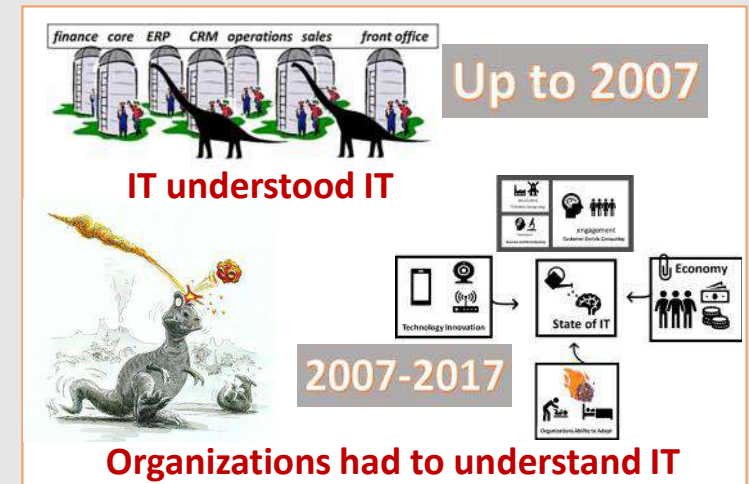 finance core ERP CRM operations sales front office
Up to 2007
IT understood IT
engagement
Customer Centric Computing
Economy
Technology Innovation
State of IT
2007-2017
Organizations Ability to Adapt
Organizations had to understand IT